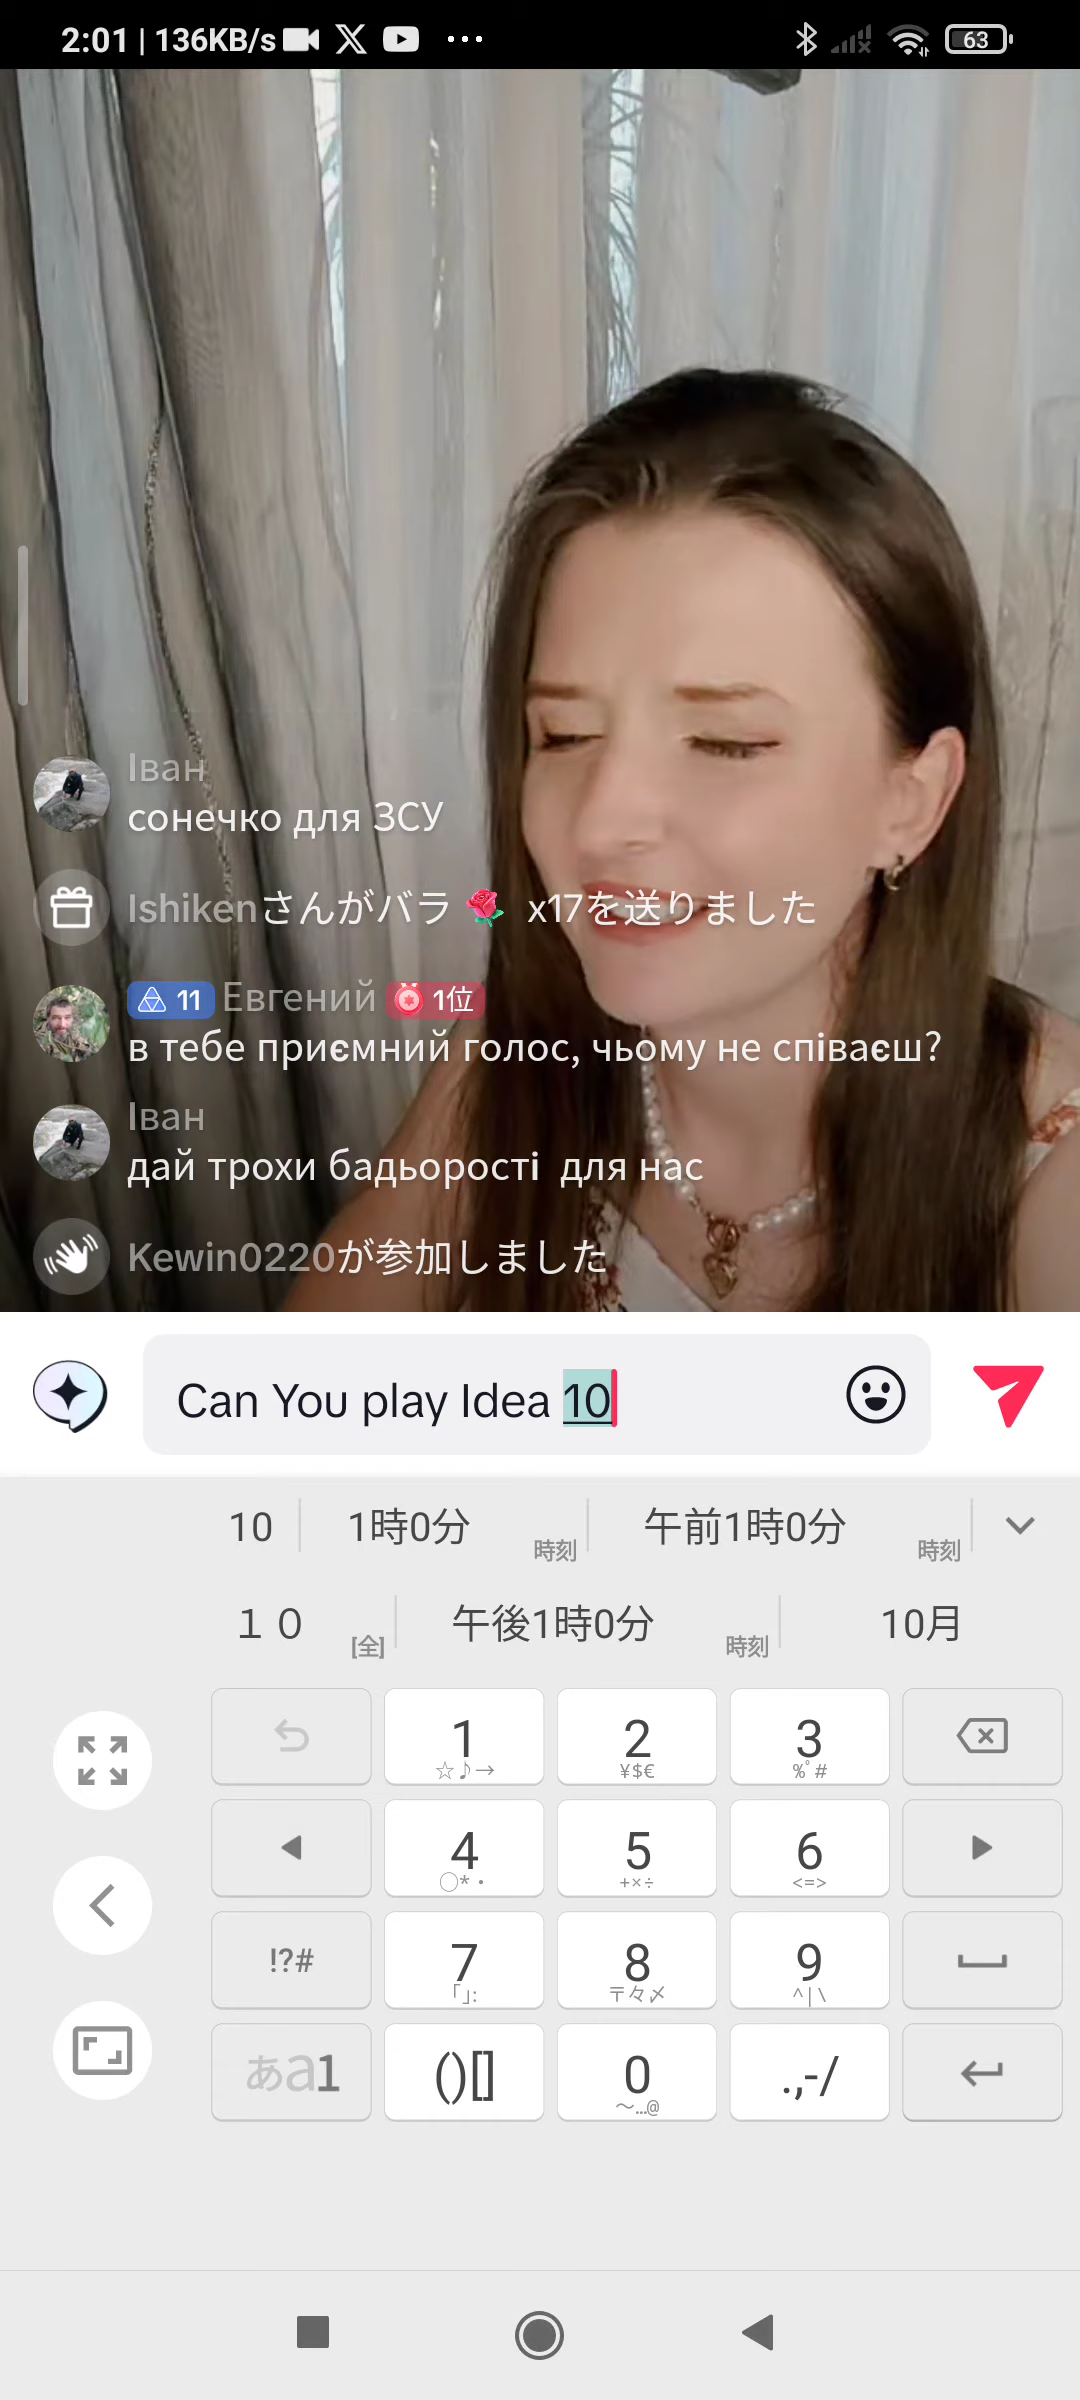 2:01 | 136KB/s
63
Іван
сонечко для ЗСУ
Ishikenさんがバラ 🌹 x17を送りました
11 Евгений 1位
в тебе приємний голос, чьому не співаєш?
Іван
дай трохи бадьорості для нас
Kewin0220が参加しました
Can You play Idea 10
10 1時0分 時刻 午前1時0分 時刻
１０ [全] 午後1時0分 時刻 10月
1 2 3
☆♪→ ¥$€ %°#
4 5 6
○*・ +×÷ <=>
!?# 7 8 9
「」: 〒々〆 ^|\
あa1 ()[] 0 .,-/
〜…@